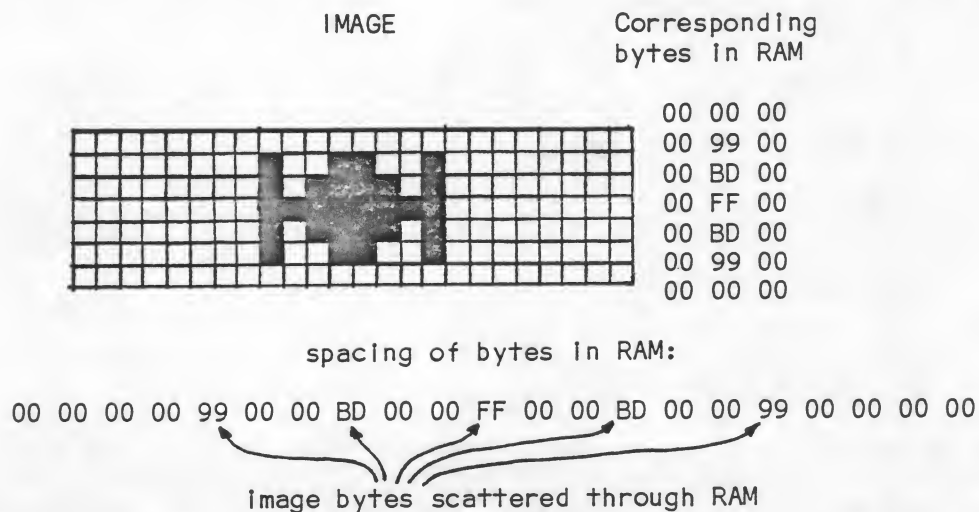 IMAGE
Corresponding
bytes in RAM
00 00 00
00 99 00
00 BD 00
00 FF 00
00 BD 00
00 99 00
00 00 00
spacing of bytes in RAM:
00 00 00 00 99 00 00 BD 00 00 FF 00 00 BD 00 00 99 00 00 00 00
image bytes scattered through RAM